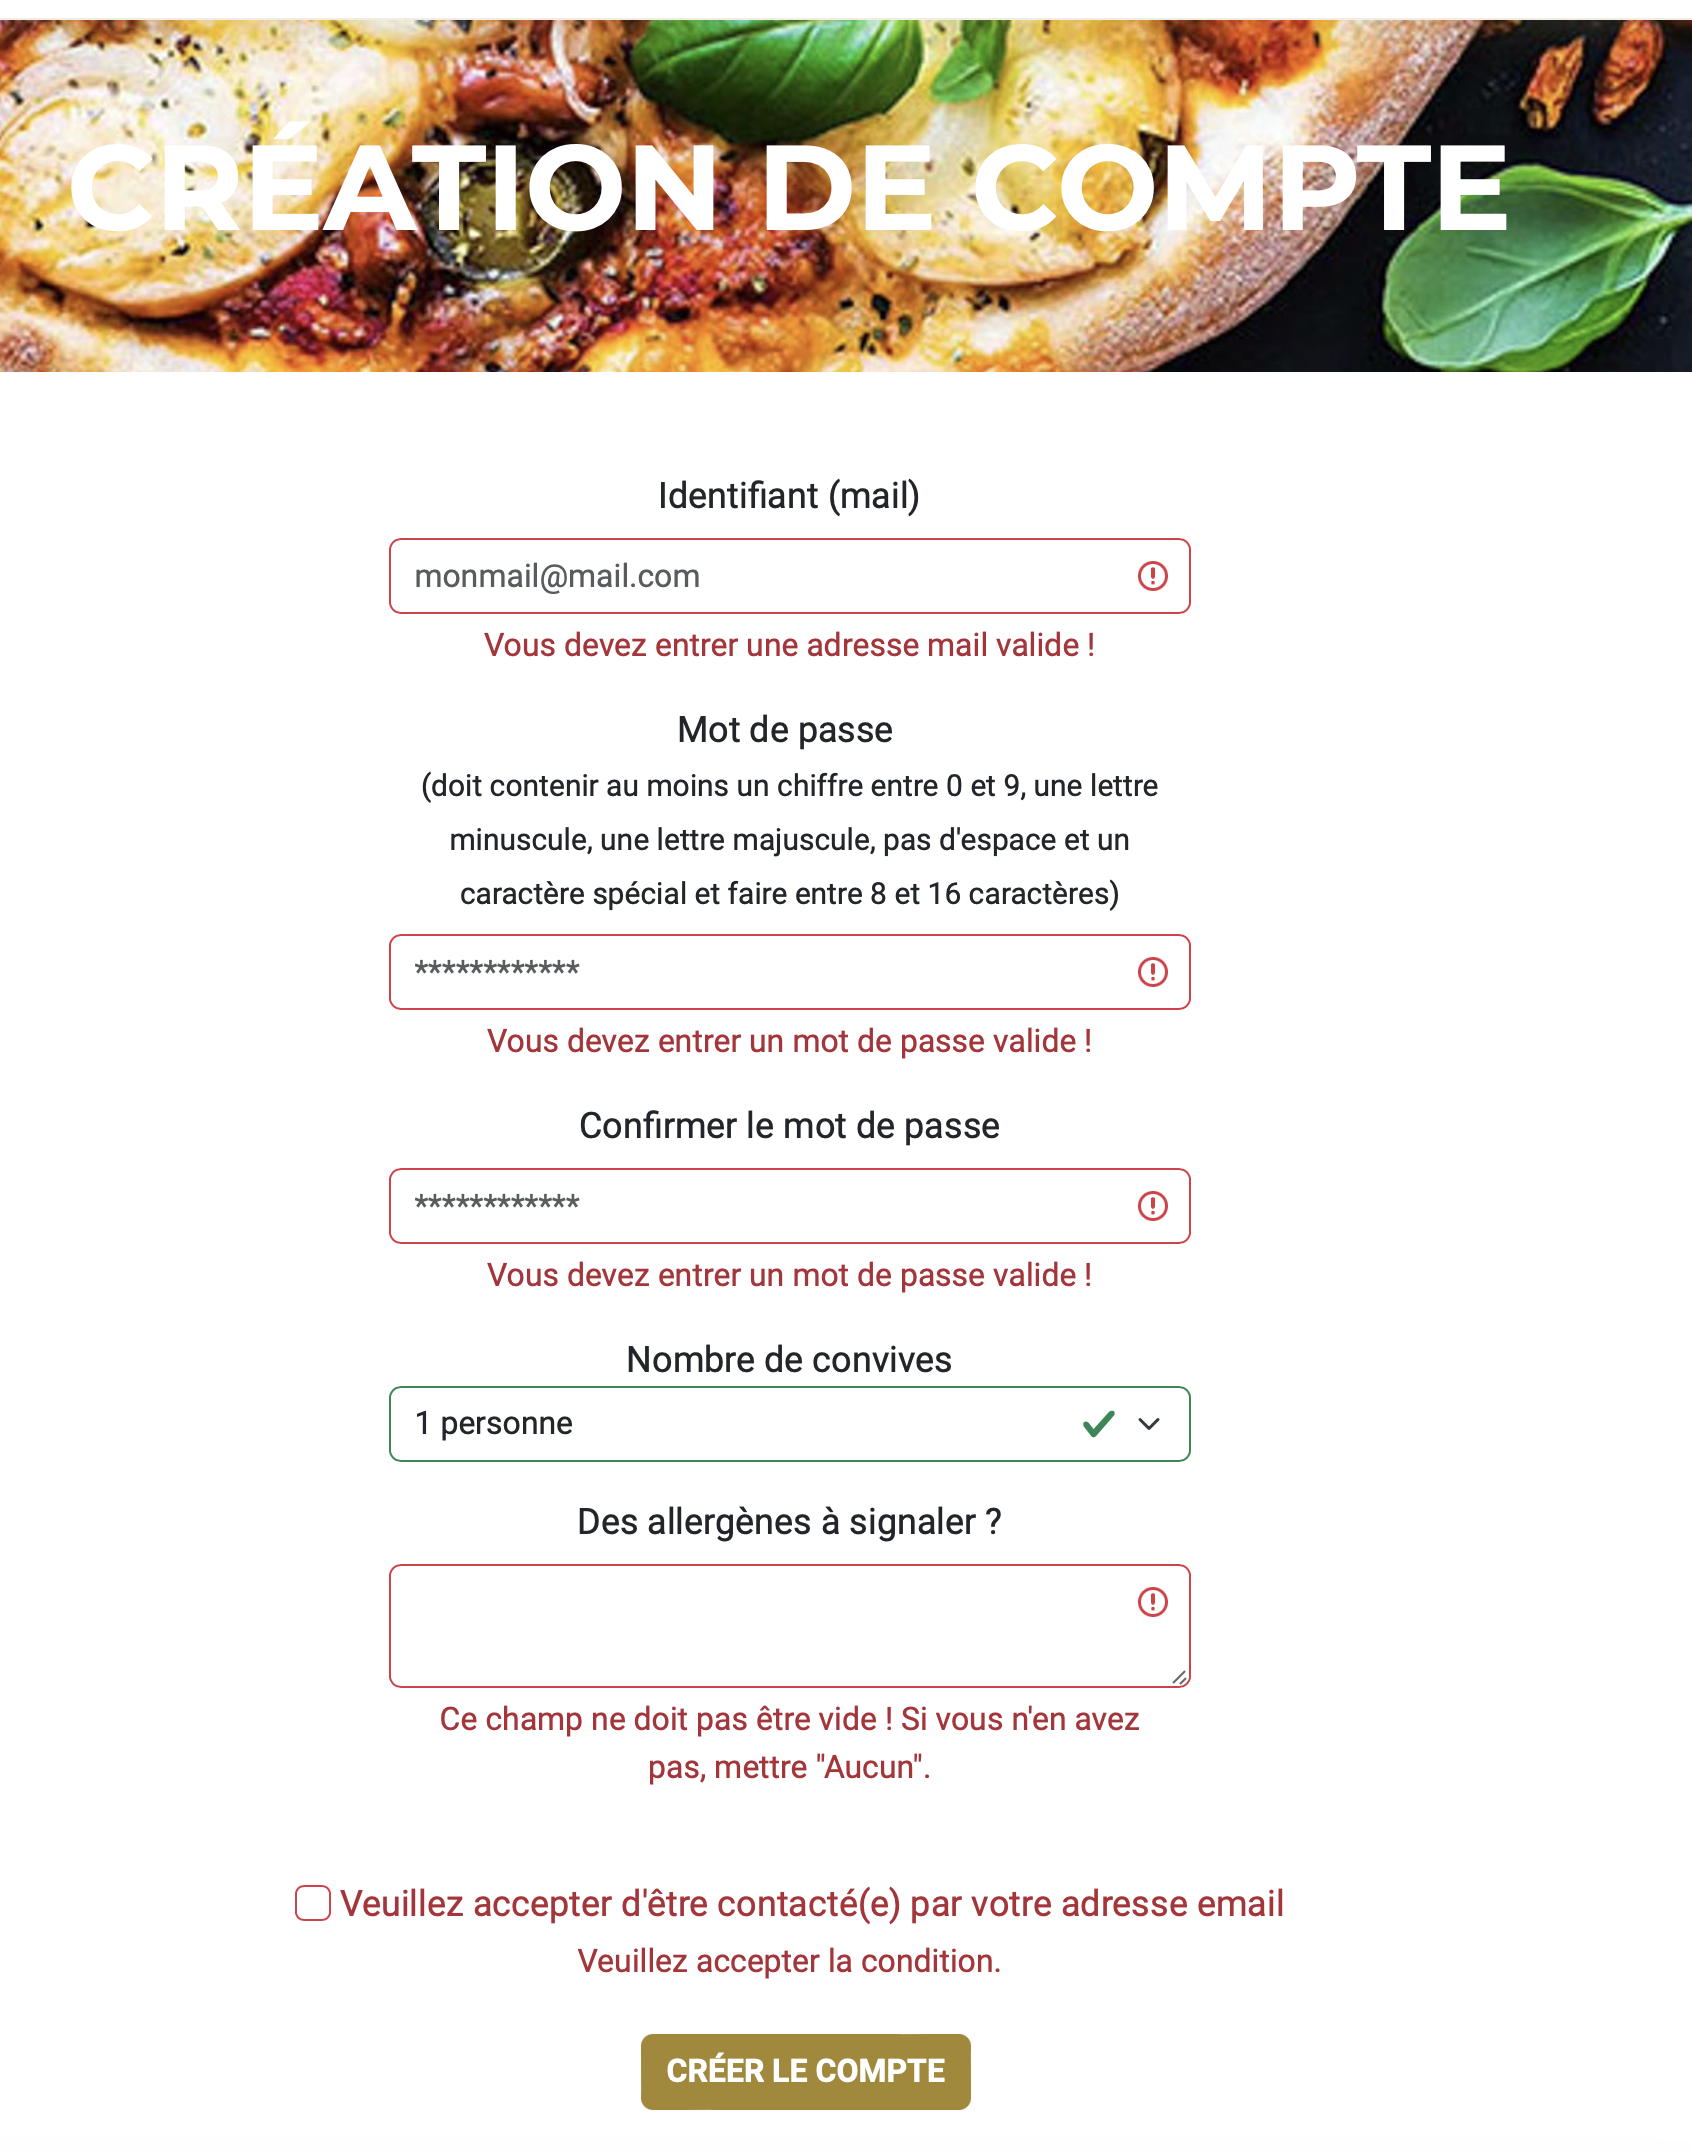 CRÉATION DE COMPTE
Identifiant (mail)
monmail@mail.com
Vous devez entrer une adresse mail valide !
Mot de passe
(doit contenir au moins un chiffre entre 0 et 9, une lettre
minuscule, une lettre majuscule, pas d'espace et un
caractère spécial et faire entre 8 et 16 caractères)
************
Vous devez entrer un mot de passe valide !
Confirmer le mot de passe
************
Vous devez entrer un mot de passe valide !
Nombre de convives
1 personne
Des allergènes à signaler ?
Ce champ ne doit pas être vide ! Si vous n'en avez
pas, mettre "Aucun".
Veuillez accepter d'être contacté(e) par votre adresse email
Veuillez accepter la condition.
CRÉER LE COMPTE